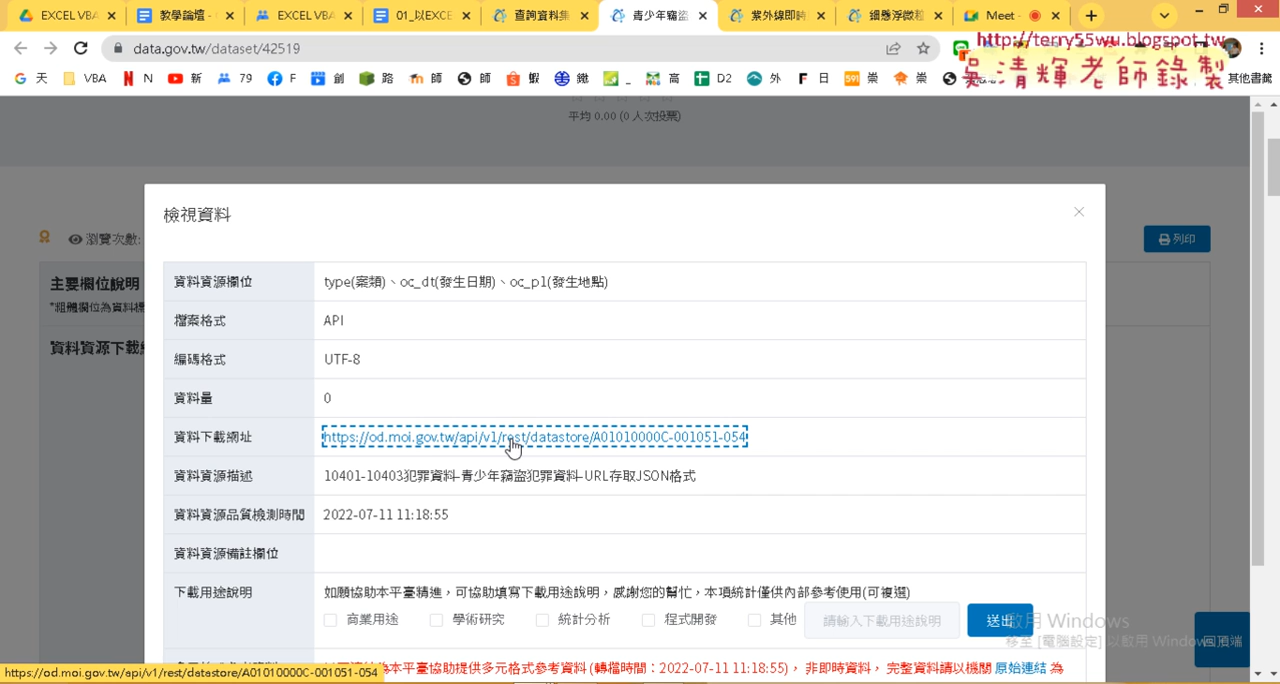 EXCEL VBA
教學論壇 -
EXCEL VBA
01_以EXCE
查詢資料集
青少年竊盜
紫外線即時
細懸浮微粒
Meet -
data.gov.tw/dataset/42519
http://terry55wu.blogspot.tw
吳清輝老師錄製
天 VBA N 新 79 F 創 路 師 師 蝦 維 高 D2 外 日 崇 崇 其他書籤
平均 0.00 (0 人次投票)
檢視資料
瀏覽次數:
列印
主要欄位說明
資料資源下載
資料資源欄位 type(案類)、oc_dt(發生日期)、oc_p1(發生地點)
檔案格式 API
編碼格式 UTF-8
資料量 0
資料下載網址 https://od.moi.gov.tw/api/v1/rest/datastore/A01010000C-001051-054
資料資源描述 10401-10403犯罪資料-青少年竊盜犯罪資料-URL存取JSON格式
資料資源品質檢測時間 2022-07-11 11:18:55
資料資源備註欄位
下載用途說明 如願協助本平臺精進，可協助填寫下載用途說明，感謝您的幫忙，本項統計僅供內部參考使用(可複選)
商業用途 學術研究 統計分析 程式開發 其他 請輸入下載用途說明 送出
啟用 Windows
移至 [電腦設定] 以啟用 Windows
回頂端
本平臺協助提供多元格式參考資料 (轉檔時間：2022-07-11 11:18:55)， 非即時資料， 完整資料請以機關 原始連結 為
https://od.moi.gov.tw/api/v1/rest/datastore/A01010000C-001051-054